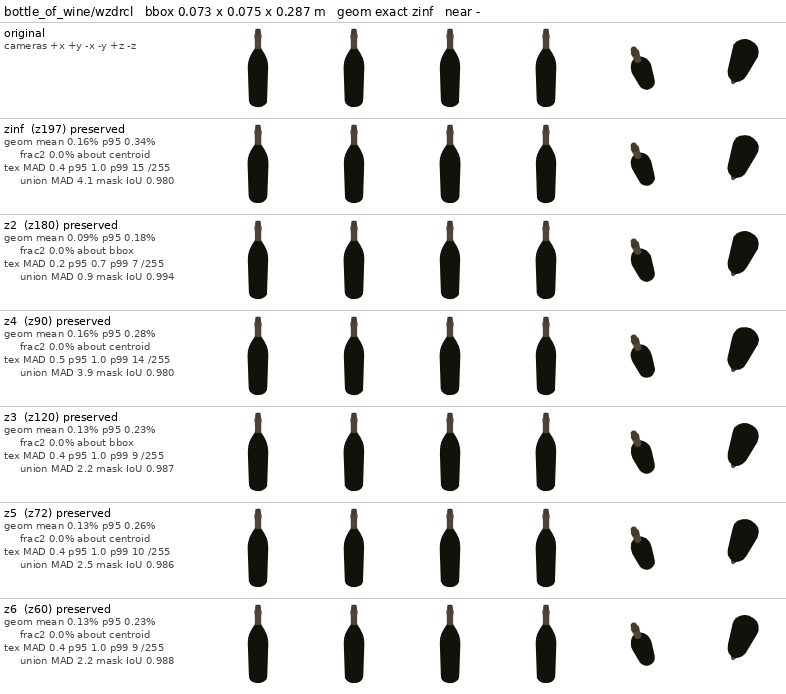 bottle_of_wine/wzdrcl   bbox 0.073 x 0.075 x 0.287 m   geom exact zinf   near -
original
cameras +x +y -x -y +z -z
zinf  (z197) preserved
geom mean 0.16% p95 0.34%
frac2 0.0% about centroid
tex MAD 0.4 p95 1.0 p99 15 /255
union MAD 4.1 mask IoU 0.980
z2  (z180) preserved
geom mean 0.09% p95 0.18%
frac2 0.0% about bbox
tex MAD 0.2 p95 0.7 p99 7 /255
union MAD 0.9 mask IoU 0.994
z4  (z90) preserved
geom mean 0.16% p95 0.28%
frac2 0.0% about centroid
tex MAD 0.5 p95 1.0 p99 14 /255
union MAD 3.9 mask IoU 0.980
z3  (z120) preserved
geom mean 0.13% p95 0.23%
frac2 0.0% about bbox
tex MAD 0.4 p95 1.0 p99 9 /255
union MAD 2.2 mask IoU 0.987
z5  (z72) preserved
geom mean 0.13% p95 0.26%
frac2 0.0% about centroid
tex MAD 0.4 p95 1.0 p99 10 /255
union MAD 2.5 mask IoU 0.986
z6  (z60) preserved
geom mean 0.13% p95 0.23%
frac2 0.0% about centroid
tex MAD 0.4 p95 1.0 p99 9 /255
union MAD 2.2 mask IoU 0.988